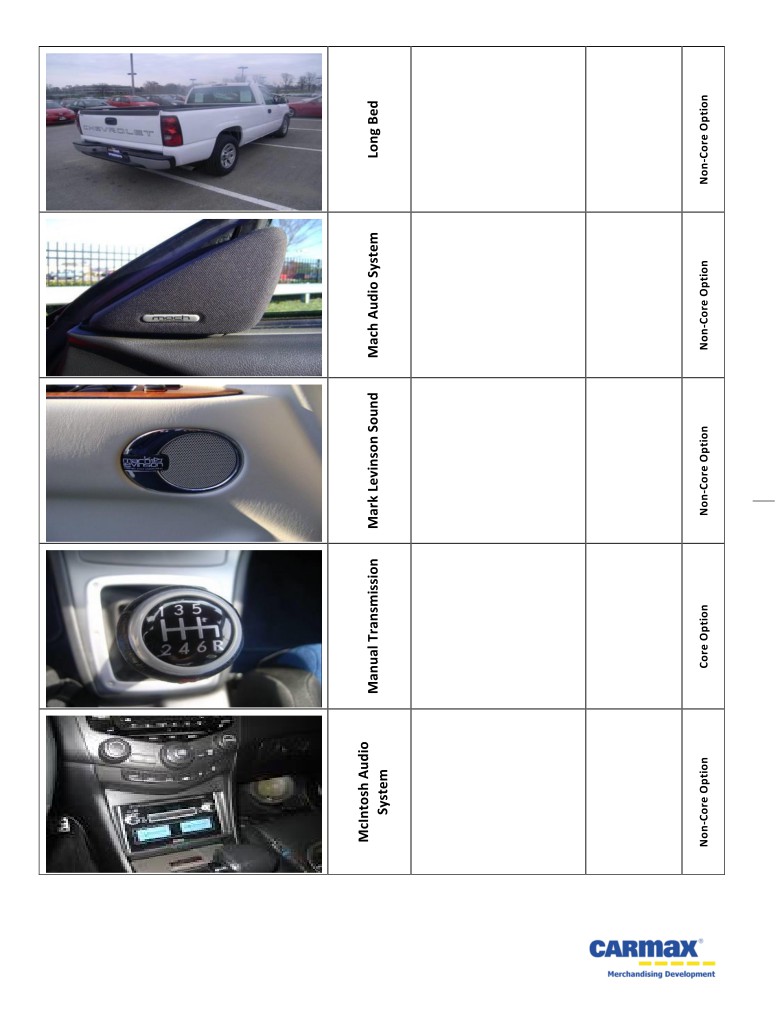 CHEVROLET
Long Bed
Non-Core Option
mach
Mach Audio System
Non-Core Option
mark
levinson
Mark Levinson Sound
Non-Core Option
1 3 5
2 4 6 R
Manual Transmission
Core Option
McIntosh Audio
System
Non-Core Option
CARMAX®
Merchandising Development